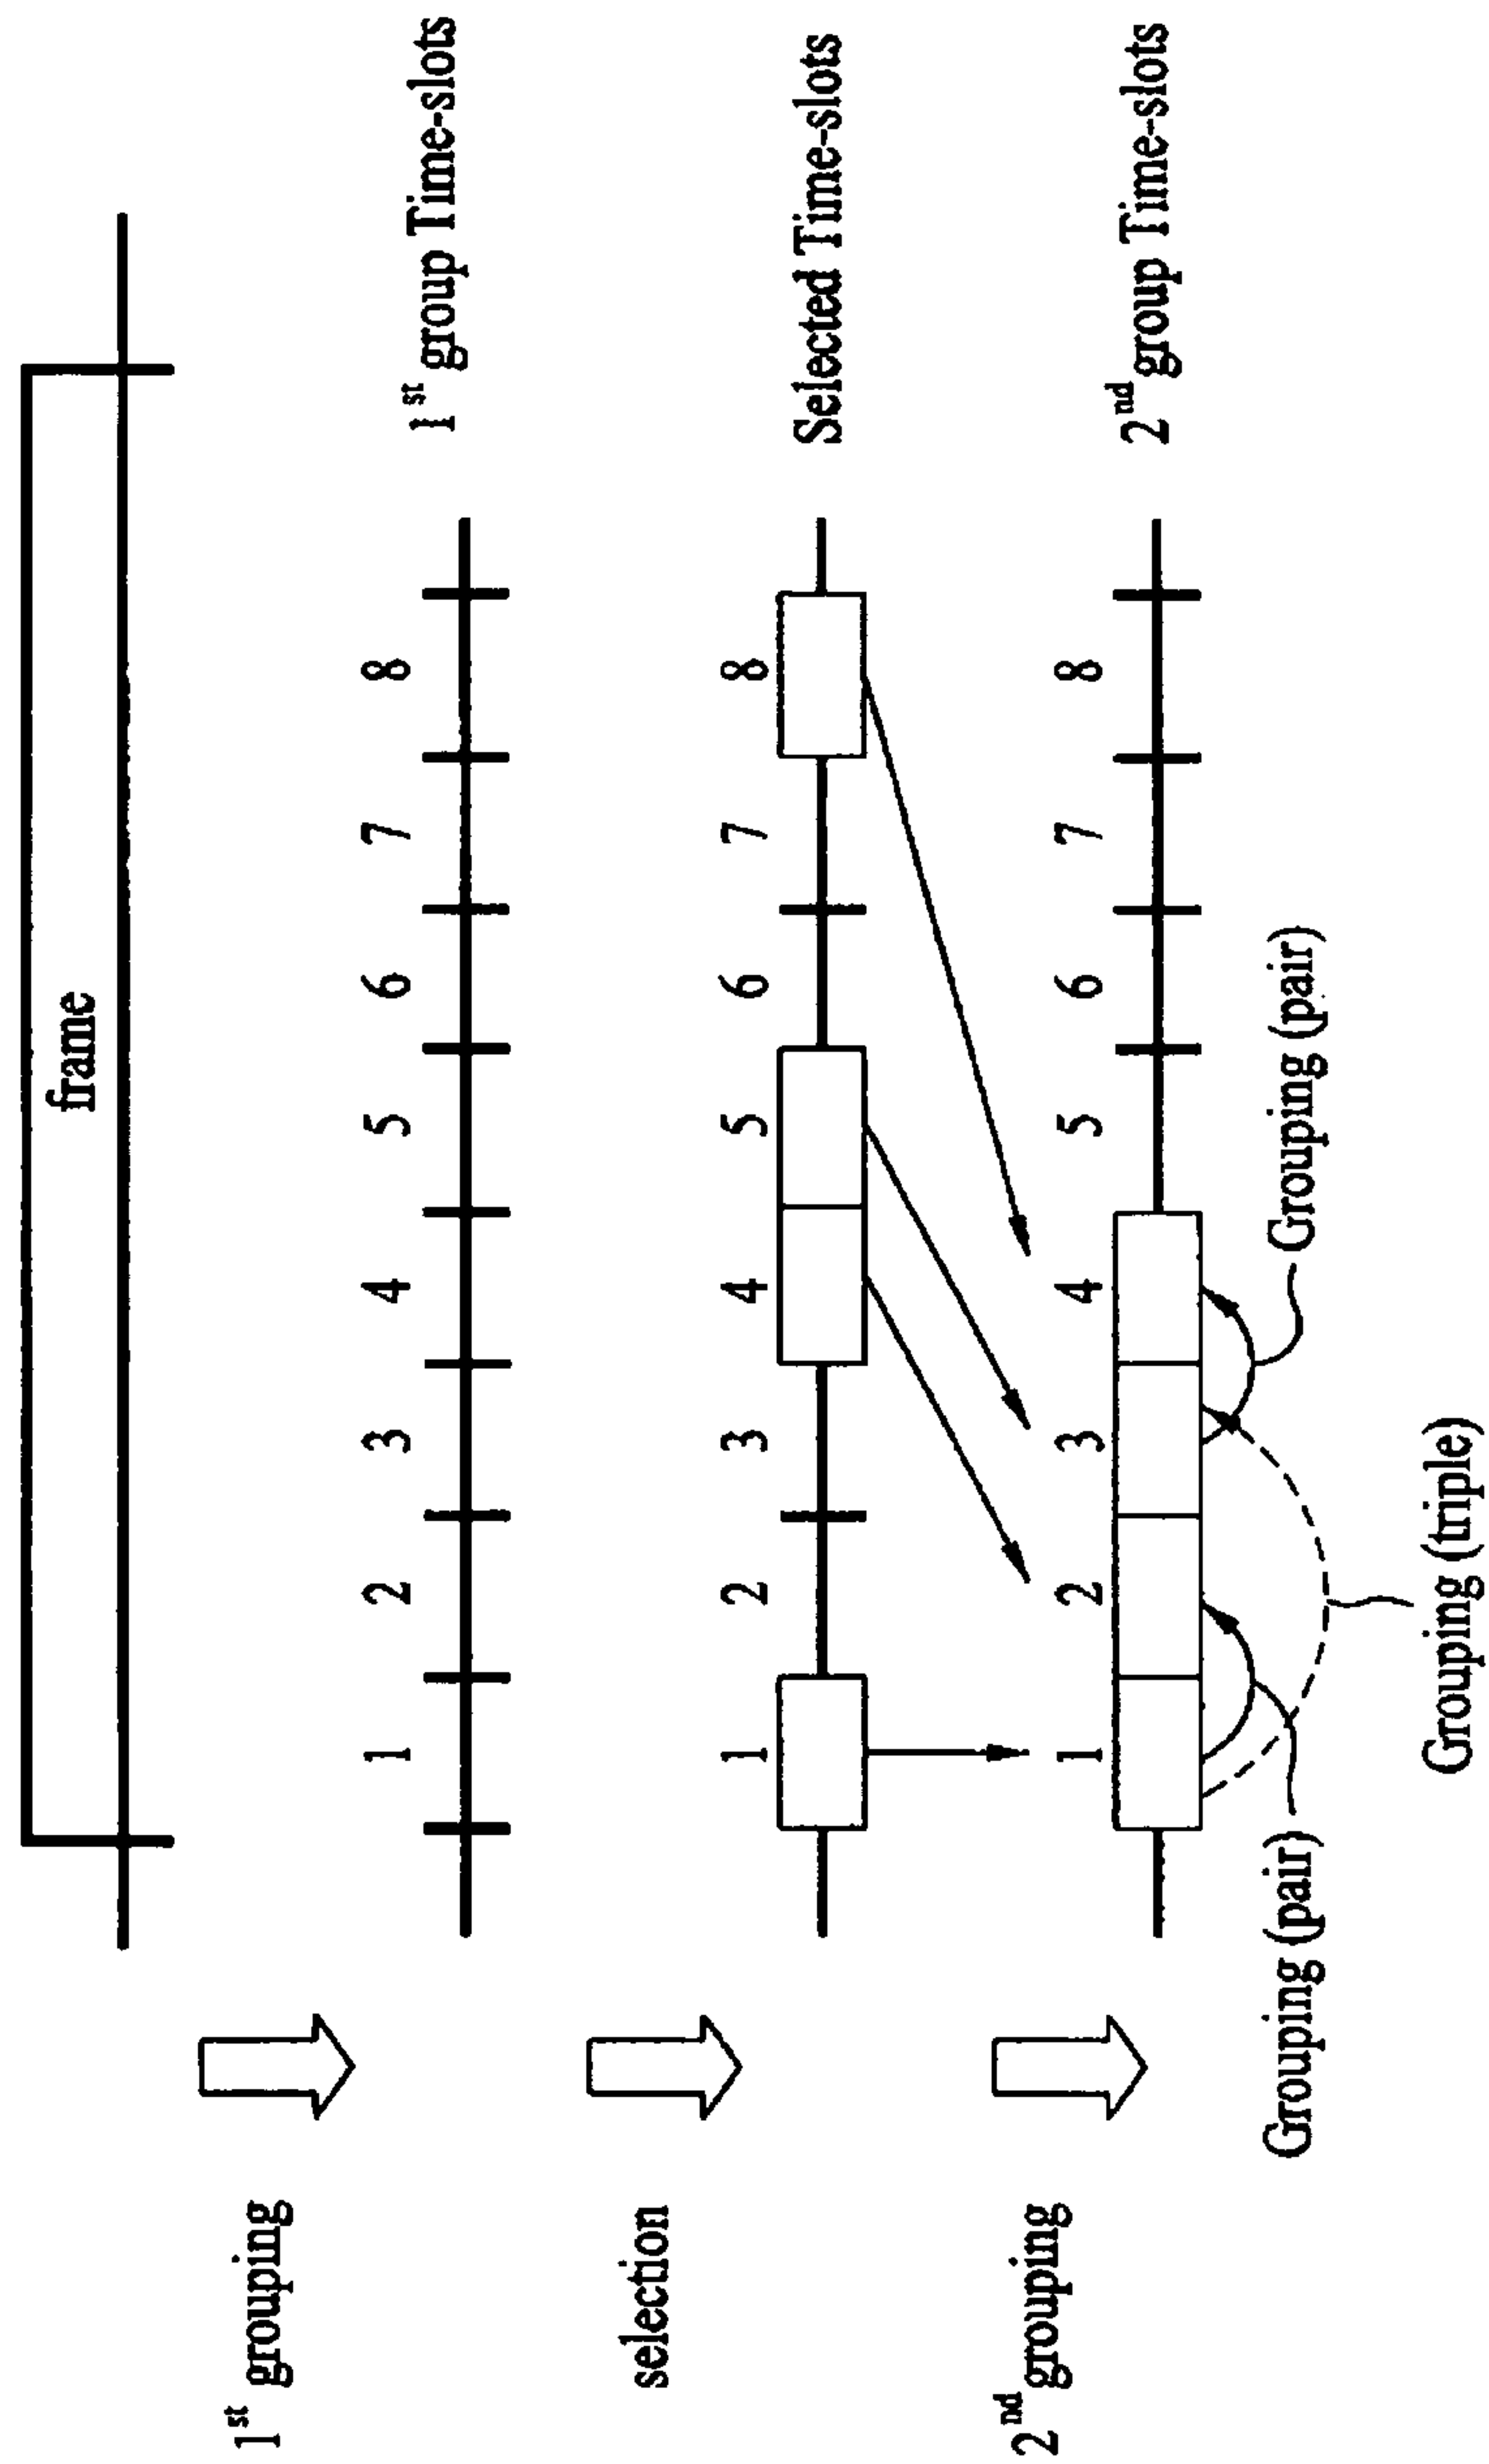 frame
1st grouping
1 2 3 4 5 6 7 8
1st group Time-slots
selection
1 2 3 4 5 6 7 8
Selected Time-slots
2nd grouping
1 2 3 4 5 6 7 8
2nd group Time-slots
Grouping (pair)
Grouping (pair)
Grouping (triple)